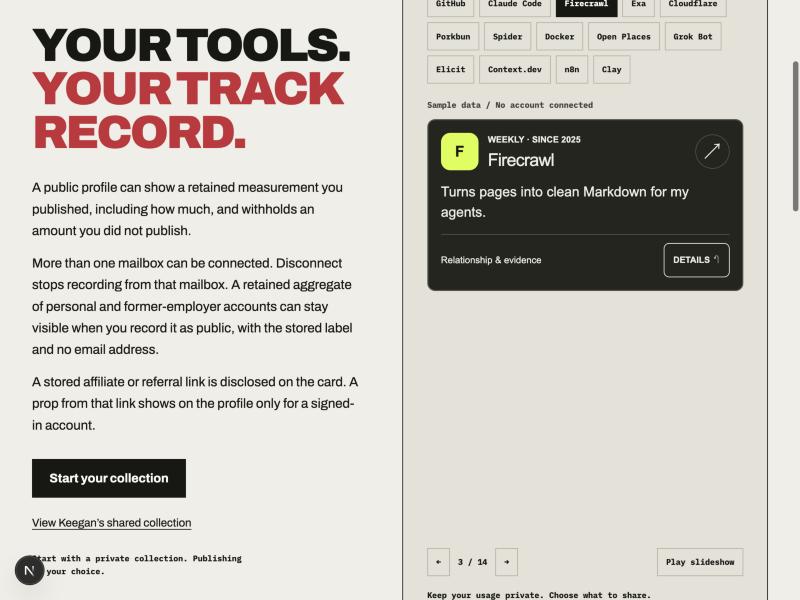 YOUR TOOLS.
YOUR TRACK
RECORD.
A public profile can show a retained measurement you
published, including how much, and withholds an
amount you did not publish.
More than one mailbox can be connected. Disconnect
stops recording from that mailbox. A retained aggregate
of personal and former-employer accounts can stay
visible when you record it as public, with the stored label
and no email address.
A stored affiliate or referral link is disclosed on the card. A
prop from that link shows on the profile only for a signed-
in account.
Start your collection
View Keegan's shared collection
with a private collection. Publishing
your choice.
N
GitHub Claude Code Firecrawl Exa Cloudflare
Porkbun Spider Docker Open Places Grok Bot
Elicit Context.dev n8n Clay
Sample data / No account connected
F
WEEKLY · SINCE 2025
Firecrawl
Turns pages into clean Markdown for my
agents.
Relationship & evidence
DETAILS
← 3 / 14 →
Play slideshow
Keep your usage private. Choose what to share.